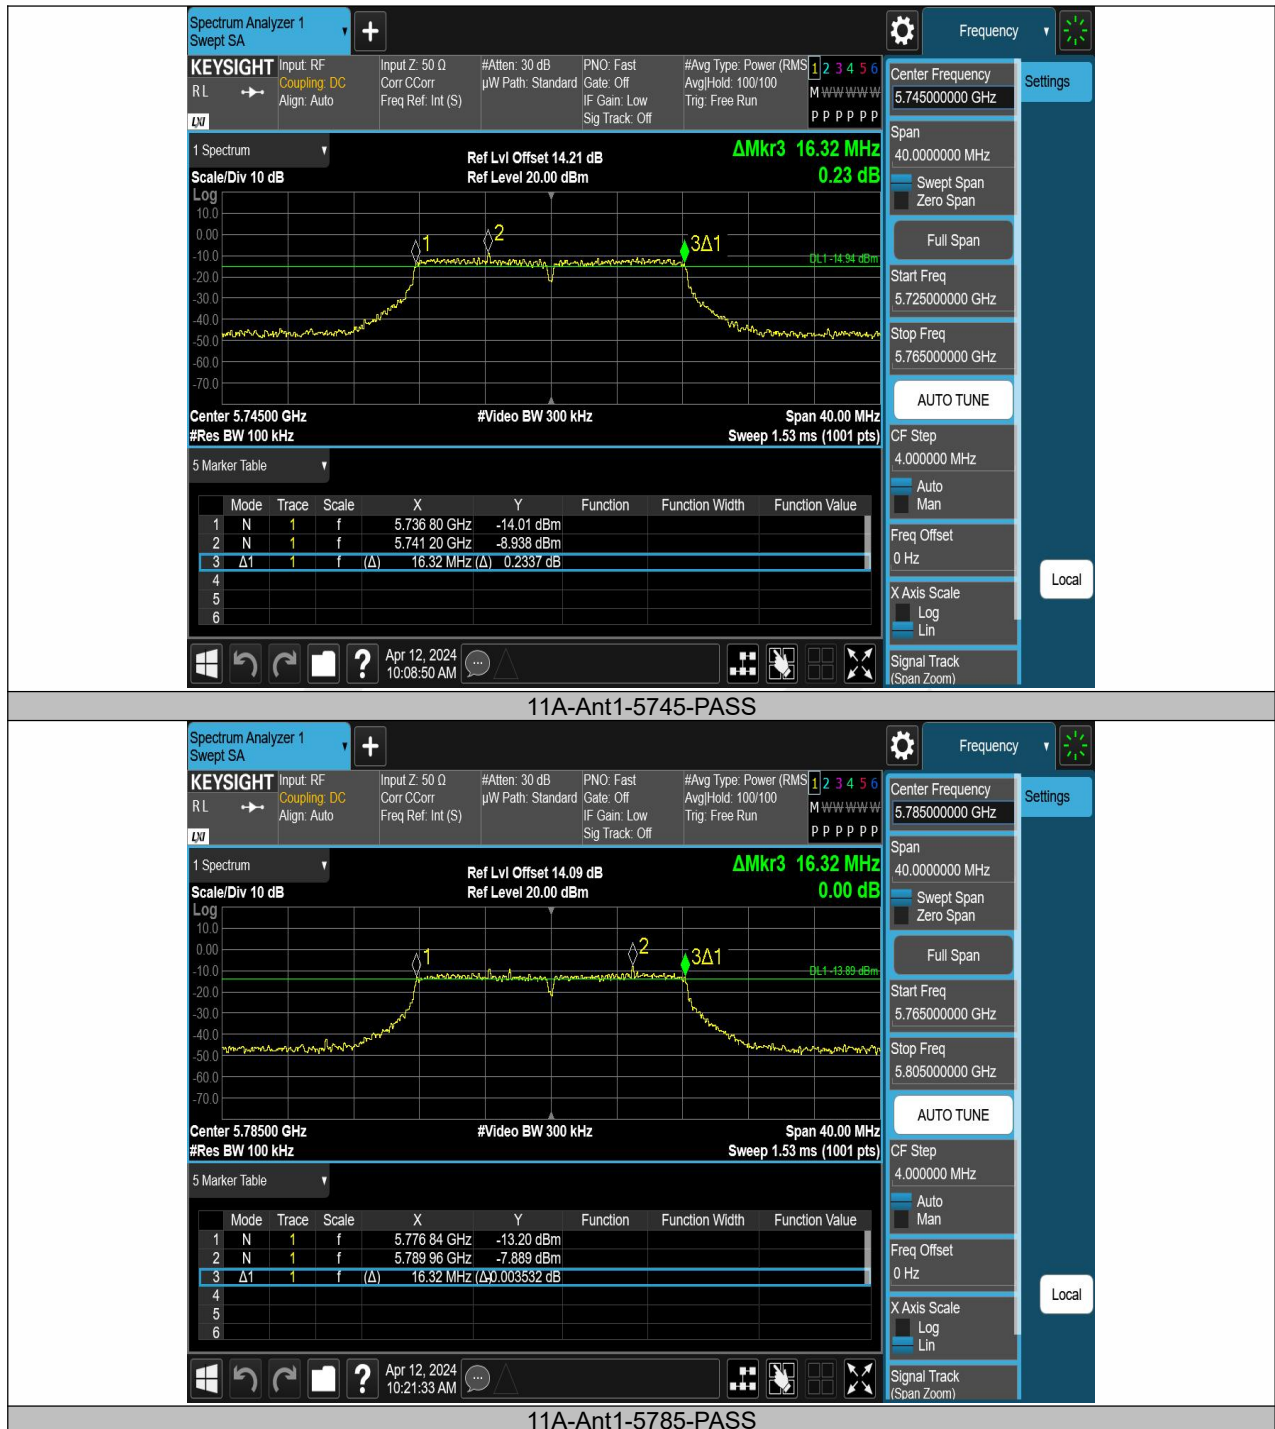 Spectrum Analyzer 1
Swept SA
+
Frequency
KEYSIGHT
RL
LXI
Input: RF
Coupling: DC
Align: Auto
Input Z: 50 Ω
Corr CCorr
Freq Ref: Int (S)
#Atten: 30 dB
µW Path: Standard
PNO: Fast
Gate: Off
IF Gain: Low
Sig Track: Off
#Avg Type: Power (RMS
Avg|Hold: 100/100
Trig: Free Run
1 2 3 4 5 6
M W W W W W
P P P P P P
Center Frequency
5.745000000 GHz
Settings
Span
40.0000000 MHz
Swept Span
Zero Span
Full Span
Start Freq
5.725000000 GHz
Stop Freq
5.765000000 GHz
AUTO TUNE
CF Step
4.000000 MHz
Auto
Man
Freq Offset
0 Hz
X Axis Scale
Log
Lin
Signal Track
(Span Zoom)
Local
1 Spectrum
Scale/Div 10 dB
Ref Lvl Offset 14.21 dB
Ref Level 20.00 dBm
ΔMkr3 16.32 MHz
0.23 dB
Log
10.0
0.00
-10.0
-20.0
-30.0
-40.0
-50.0
-60.0
-70.0
1
2
3Δ1
DL1 -14.94 dBm
Center 5.74500 GHz
#Video BW 300 kHz
Span 40.00 MHz
#Res BW 100 kHz
Sweep 1.53 ms (1001 pts)
5 Marker Table
Mode Trace Scale X Y Function Function Width Function Value
1 N 1 f 5.736 80 GHz -14.01 dBm
2 N 1 f 5.741 20 GHz -8.938 dBm
3 Δ1 1 f (Δ) 16.32 MHz (Δ) 0.2337 dB
4
5
6
?
Apr 12, 2024
10:08:50 AM
11A-Ant1-5745-PASS
Spectrum Analyzer 1
Swept SA
+
Frequency
KEYSIGHT
RL
LXI
Input: RF
Coupling: DC
Align: Auto
Input Z: 50 Ω
Corr CCorr
Freq Ref: Int (S)
#Atten: 30 dB
µW Path: Standard
PNO: Fast
Gate: Off
IF Gain: Low
Sig Track: Off
#Avg Type: Power (RMS
Avg|Hold: 100/100
Trig: Free Run
1 2 3 4 5 6
M W W W W W
P P P P P P
Center Frequency
5.785000000 GHz
Settings
Span
40.0000000 MHz
Swept Span
Zero Span
Full Span
Start Freq
5.765000000 GHz
Stop Freq
5.805000000 GHz
AUTO TUNE
CF Step
4.000000 MHz
Auto
Man
Freq Offset
0 Hz
X Axis Scale
Log
Lin
Signal Track
(Span Zoom)
Local
1 Spectrum
Scale/Div 10 dB
Ref Lvl Offset 14.09 dB
Ref Level 20.00 dBm
ΔMkr3 16.32 MHz
0.00 dB
Log
10.0
0.00
-10.0
-20.0
-30.0
-40.0
-50.0
-60.0
-70.0
1
2
3Δ1
DL1 -13.89 dBm
Center 5.78500 GHz
#Video BW 300 kHz
Span 40.00 MHz
#Res BW 100 kHz
Sweep 1.53 ms (1001 pts)
5 Marker Table
Mode Trace Scale X Y Function Function Width Function Value
1 N 1 f 5.776 84 GHz -13.20 dBm
2 N 1 f 5.789 96 GHz -7.889 dBm
3 Δ1 1 f (Δ) 16.32 MHz (Δ) -0.003532 dB
4
5
6
?
Apr 12, 2024
10:21:33 AM
11A-Ant1-5785-PASS